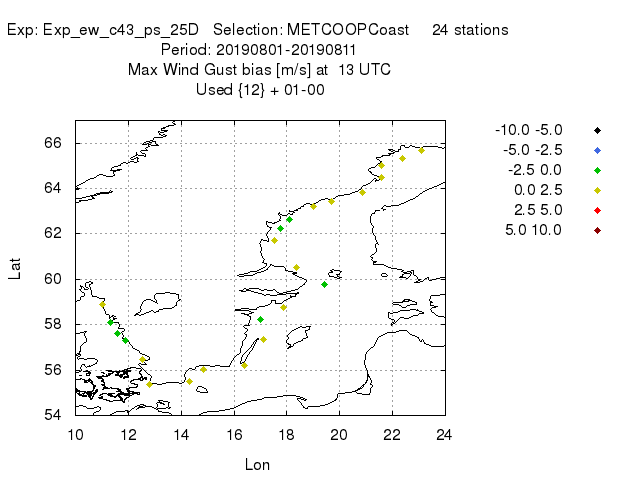 Exp: Exp_ew_c43_ps_25D   Selection: METCOOPCoast     24 stations
Period: 20190801-20190811
Max Wind Gust bias [m/s] at  13 UTC
Used {12} + 01-00
-10.0 -5.0
-5.0 -2.5
-2.5 0.0
0.0 2.5
2.5 5.0
5.0 10.0
Lat
66
64
62
60
58
56
54
10 12 14 16 18 20 22 24
Lon